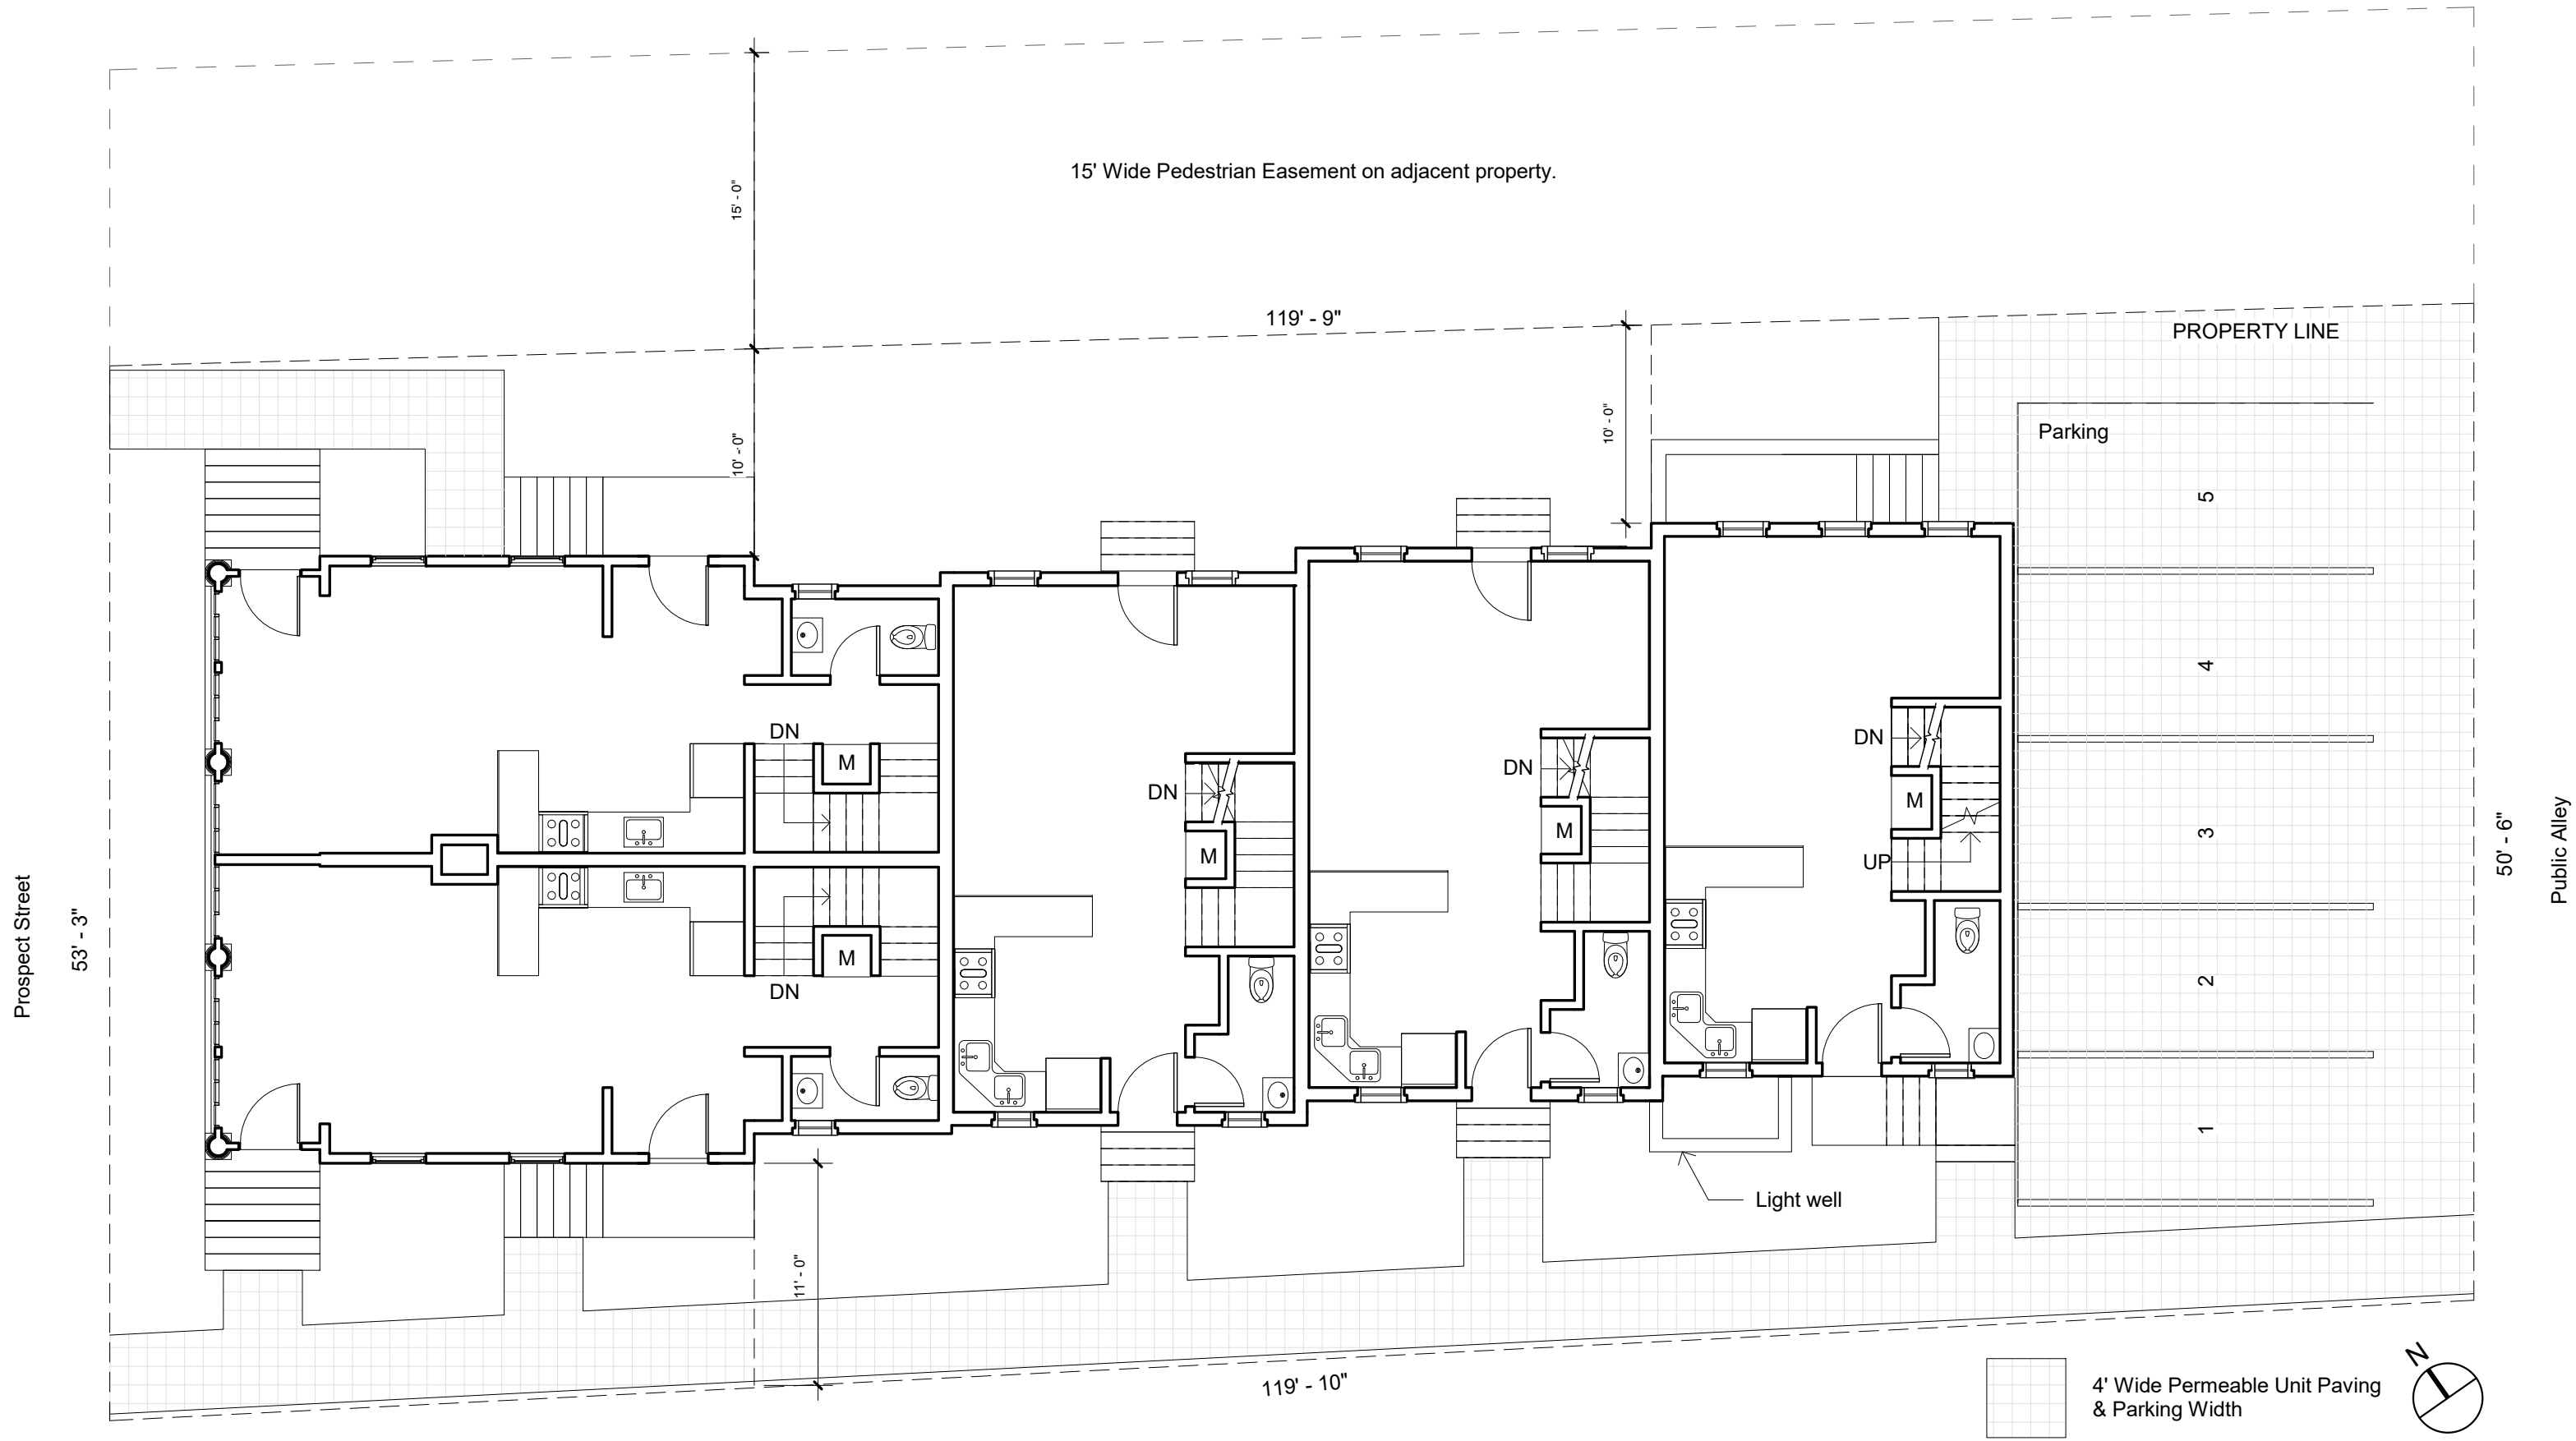 15' - 0"
15' Wide Pedestrian Easement on adjacent property.
119' - 9"
PROPERTY LINE
10' - 0"
10' - 0"
Parking
5
4
3
2
1
DN
M
DN
M
DN
M
DN
M
DN
M
UP
M
DN
Prospect Street
53' - 3"
50' - 6"
Public Alley
Light well
11' - 0"
119' - 10"
N
4' Wide Permeable Unit Paving
& Parking Width